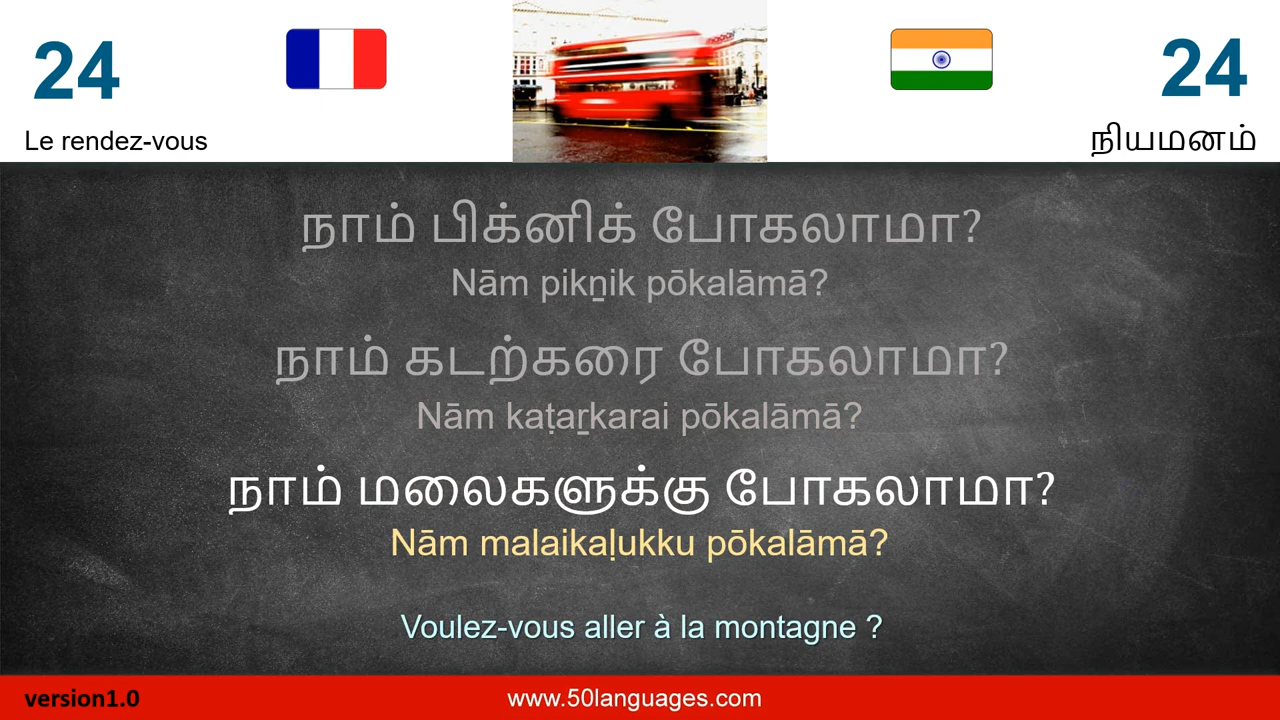 24
24
Le rendez-vous
நியமனம்
நாம் பிக்னிக் போகலாமா?
Nām pikṉik pōkalāmā?
நாம் கடற்கரை போகலாமா?
Nām kaṭaṟkarai pōkalāmā?
நாம் மலைகளுக்கு போகலாமா?
Nām malaikaḷukku pōkalāmā?
Voulez-vous aller à la montagne ?
version1.0
www.50languages.com